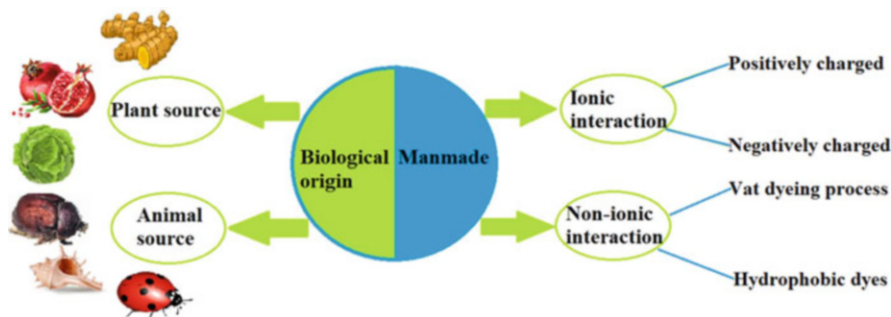 Plant source
Animal
source
Biological
origin
Manmade
Ionic
interaction
Positively charged
Negatively charged
Non-ionic
interaction
Vat dyeing process
Hydrophobic dyes